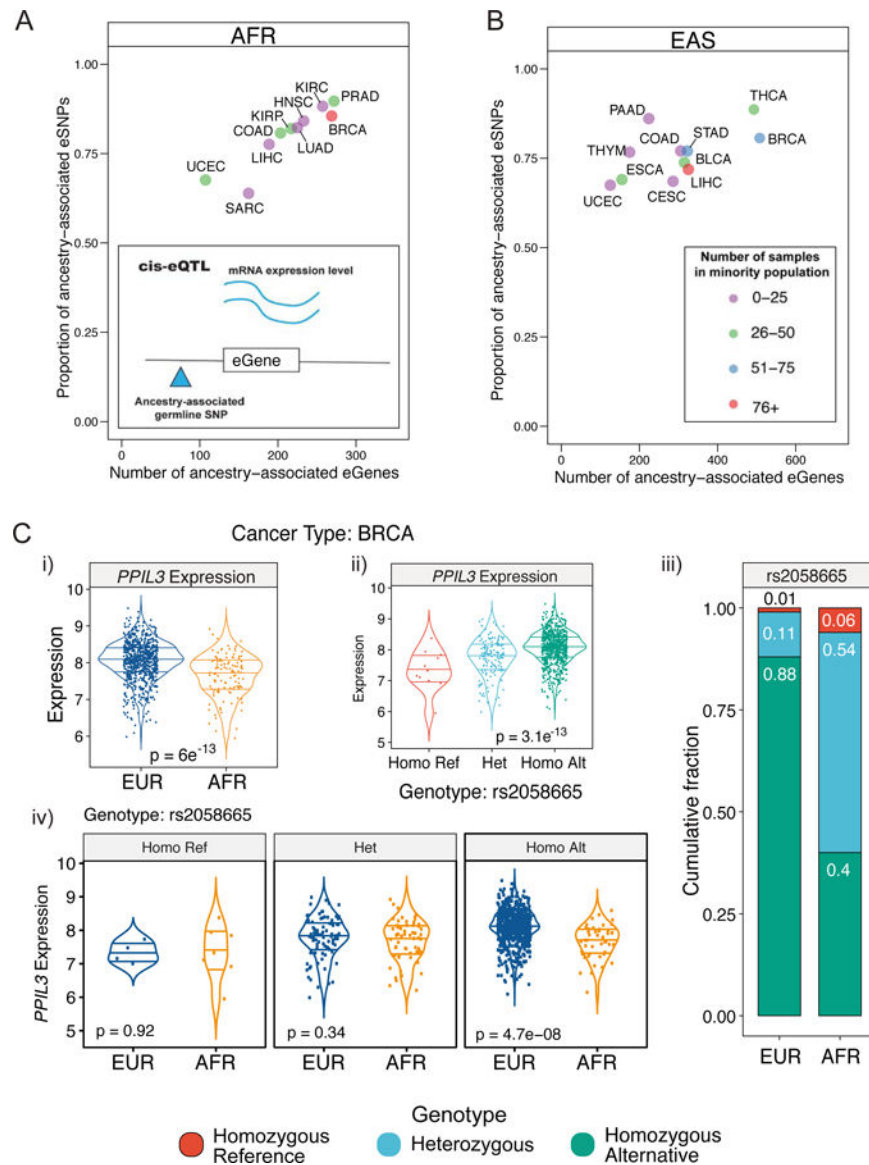 A
AFR
Proportion of ancestry-associated eSNPs
1.00
0.75
0.50
0.25
0.00
KIRC
HNSC
PRAD
KIRP
COAD
BRCA
LIHC
LUAD
UCEC
SARC
cis-eQTL
mRNA expression level
eGene
Ancestry-associated
germline SNP
0 100 200 300
Number of ancestry-associated eGenes
B
EAS
Proportion of ancestry-associated eSNPs
1.00
0.75
0.50
0.25
0.00
THCA
PAAD
STAD
COAD
BRCA
THYM
BLCA
ESCA
LIHC
UCEC
CESC
Number of samples
in minority population
0-25
26-50
51-75
76+
0 200 400 600
Number of ancestry-associated eGenes
C
Cancer Type: BRCA
i)
PPIL3 Expression
Expression
10
9
8
7
6
p = 6e-13
EUR AFR
ii)
PPIL3 Expression
Expression
10
9
8
7
6
5
p = 3.1e-13
Homo Ref Het Homo Alt
Genotype: rs2058665
iii)
rs2058665
Cumulative fraction
1.00
0.75
0.50
0.25
0.00
0.01
0.11
0.88
0.06
0.54
0.4
EUR AFR
iv)
Genotype: rs2058665
Homo Ref Het Homo Alt
PPIL3 Expression
10
9
8
7
6
5
p = 0.92
p = 0.34
p = 4.7e-08
EUR AFR EUR AFR EUR AFR
Genotype
Homozygous
Reference
Heterozygous
Homozygous
Alternative